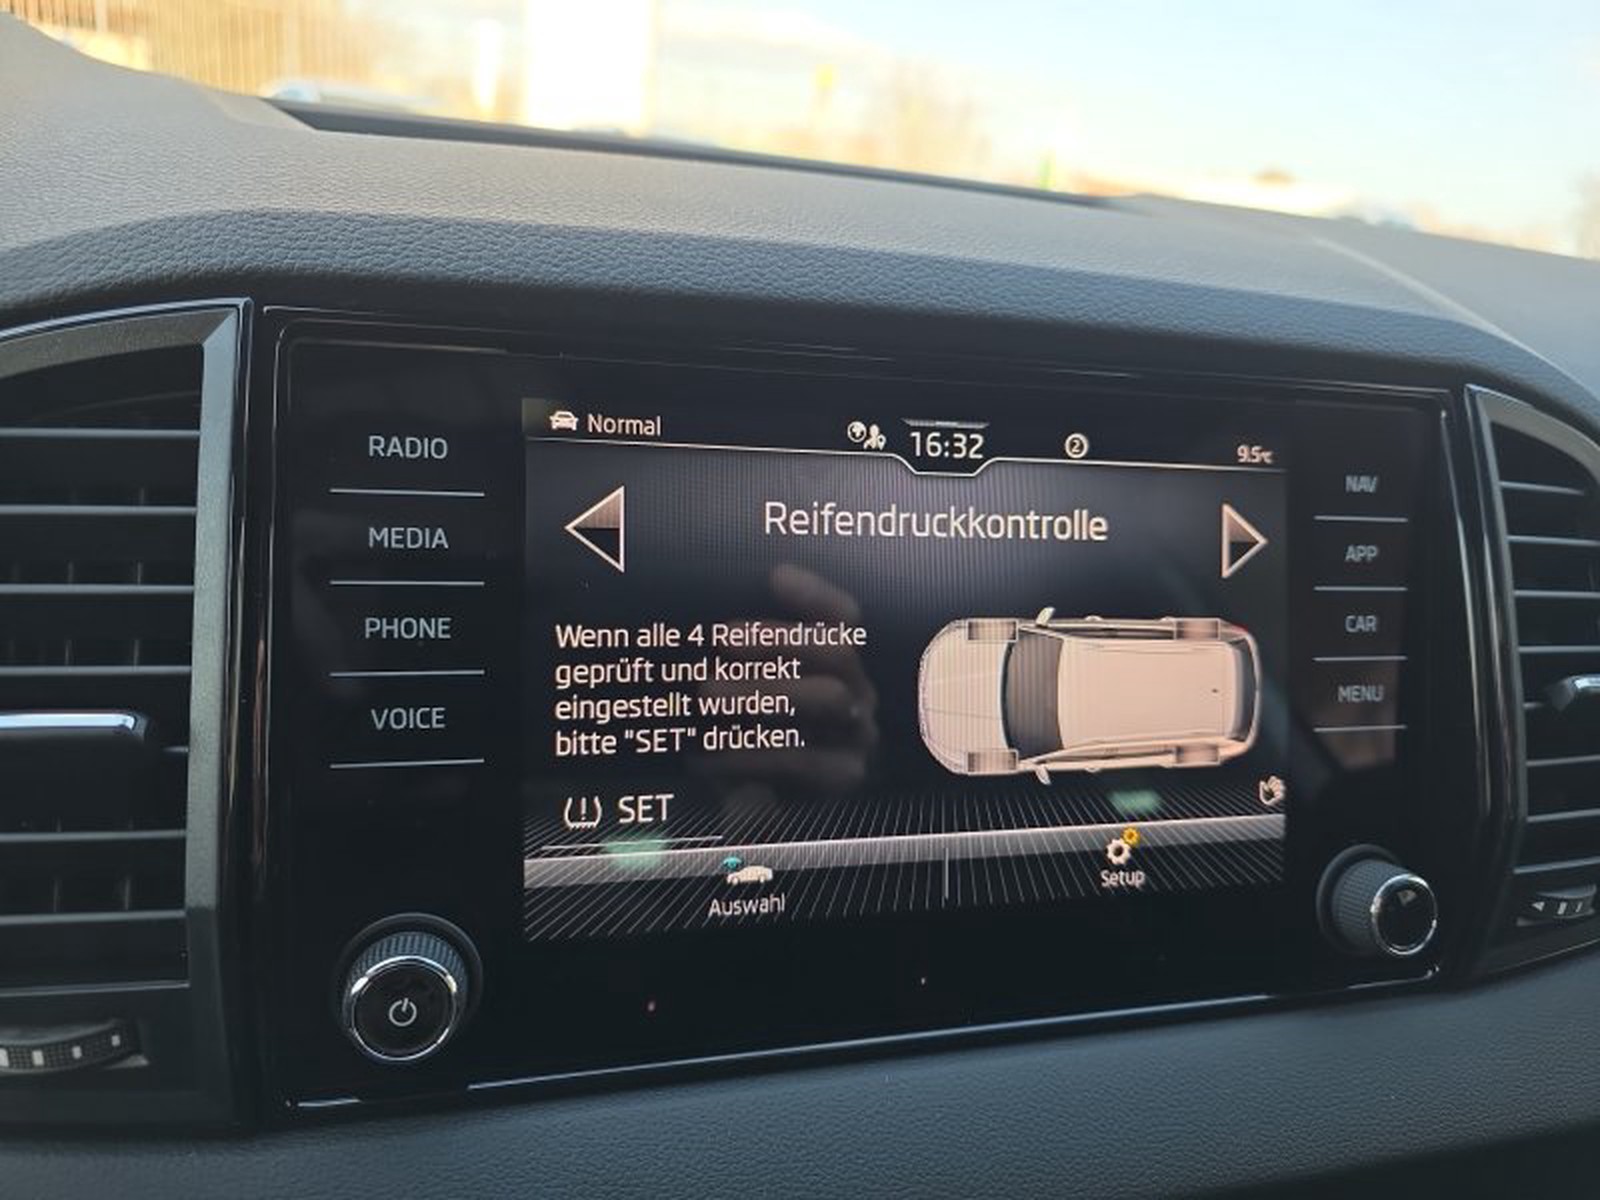 RADIO
MEDIA
PHONE
VOICE
Normal
16:32
2
9.5°C
Reifendruckkontrolle
Wenn alle 4 Reifendrücke
geprüft und korrekt
eingestellt wurden,
bitte "SET" drücken.
(!) SET
Auswahl
Setup
NAV
APP
CAR
MENU